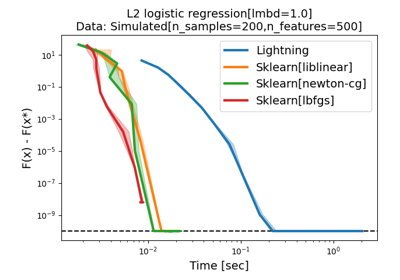 L2 logistic regression[lmbd=1.0]
Data: Simulated[n_samples=200,n_features=500]
Lightning
Sklearn[liblinear]
Sklearn[newton-cg]
Sklearn[lbfgs]
F(x) - F(x*)
10¹
10⁻¹
10⁻³
10⁻⁵
10⁻⁷
10⁻⁹
10⁻² 10⁻¹ 10⁰
Time [sec]